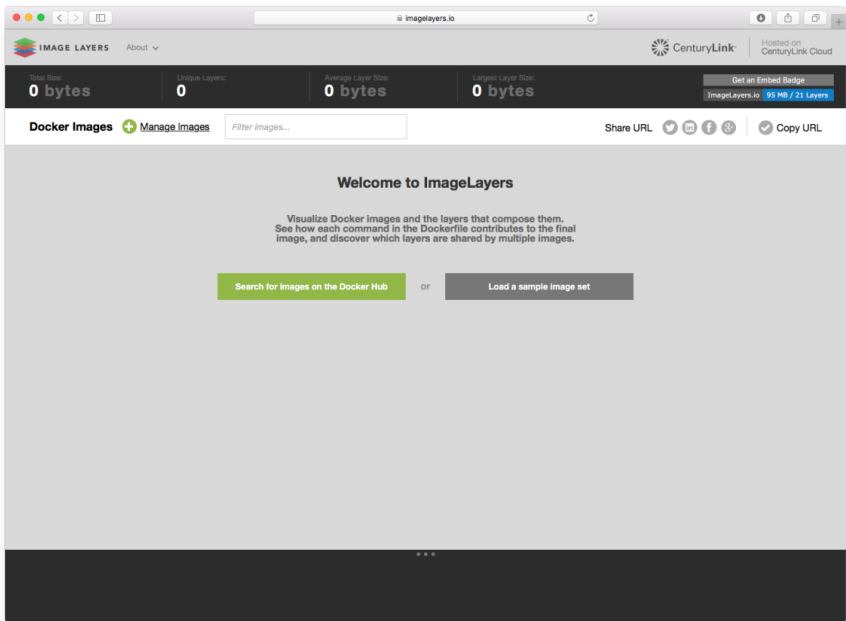 imagelayers.io
IMAGE LAYERS
About
CenturyLink
Hosted on
CenturyLink Cloud
Total Size:
0 bytes
Unique Layers:
0
Average Layer Size:
0 bytes
Largest Layer Size:
0 bytes
Get an Embed Badge
ImageLayers.io 95 MB / 21 Layers
Docker Images
Manage Images
Filter images...
Share URL
Copy URL
Welcome to ImageLayers
Visualize Docker images and the layers that compose them.
See how each command in the Dockerfile contributes to the final
image, and discover which layers are shared by multiple images.
Search for images on the Docker Hub
or
Load a sample image set